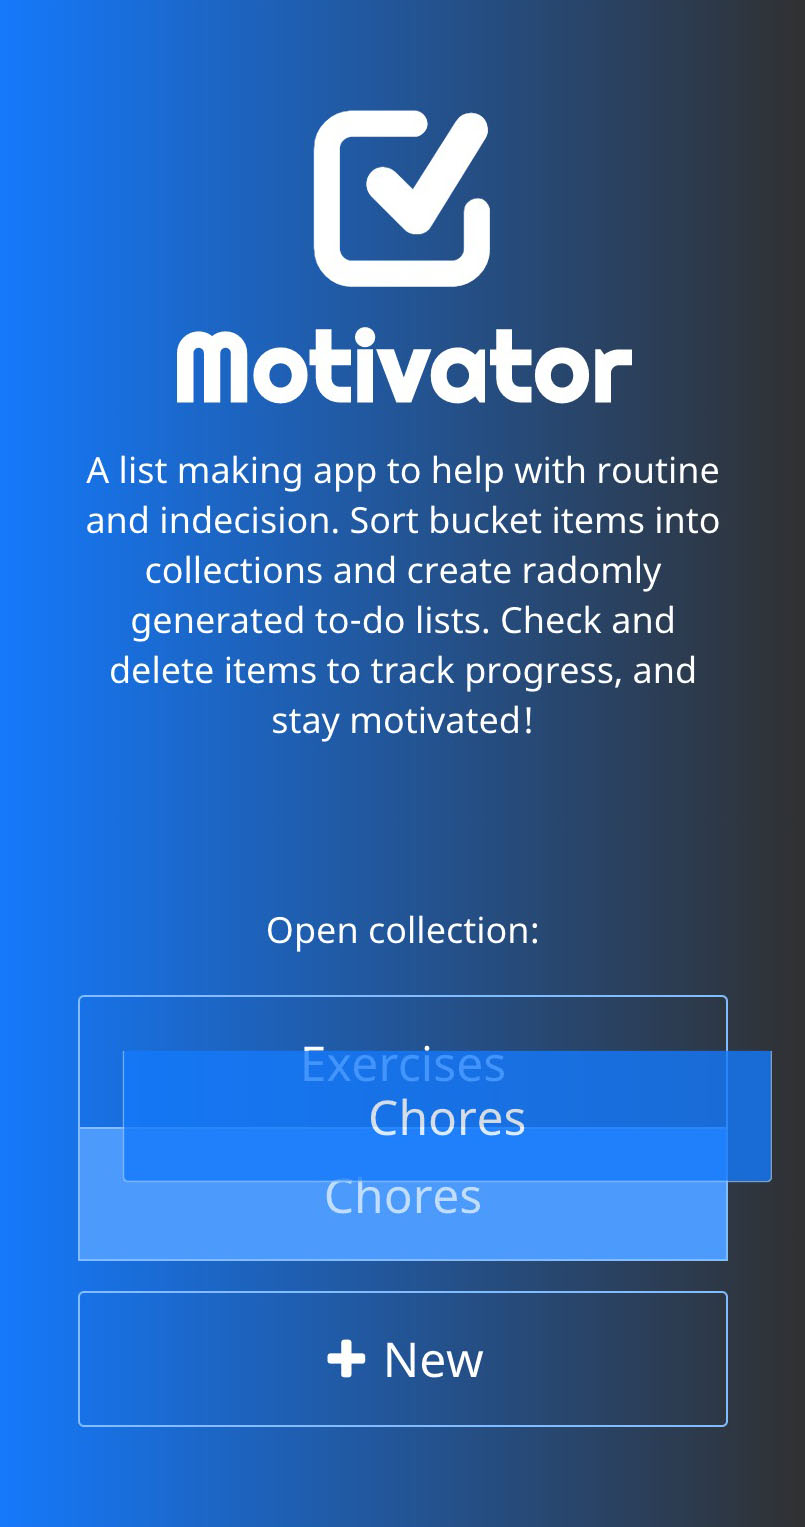 Motivator
A list making app to help with routine
and indecision. Sort bucket items into
collections and create radomly
generated to-do lists. Check and
delete items to track progress, and
stay motivated!
Open collection:
Exercises
Chores
Chores
New